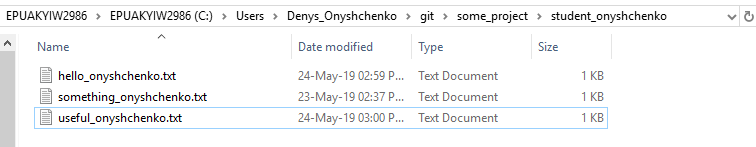 EPUAKYIW2986 > EPUAKYIW2986 (C:) > Users > Denys_Onyshchenko > git > some_project > student_onyshchenko
Name Date modified Type Size
hello_onyshchenko.txt 24-May-19 02:59 P... Text Document 1 KB
something_onyshchenko.txt 23-May-19 02:37 P... Text Document 1 KB
useful_onyshchenko.txt 24-May-19 03:00 P... Text Document 1 KB